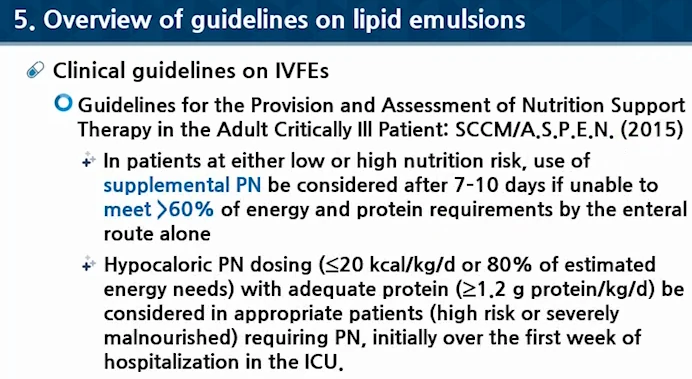 5. Overview of guidelines on lipid emulsions
Clinical guidelines on IVFEs
Guidelines for the Provision and Assessment of Nutrition Support
Therapy in the Adult Critically Ill Patient: SCCM/A.S.P.E.N. (2015)
In patients at either low or high nutrition risk, use of
supplemental PN be considered after 7-10 days if unable to
meet >60% of energy and protein requirements by the enteral
route alone
Hypocaloric PN dosing (≤20 kcal/kg/d or 80% of estimated
energy needs) with adequate protein (≥1.2 g protein/kg/d) be
considered in appropriate patients (high risk or severely
malnourished) requiring PN, initially over the first week of
hospitalization in the ICU.